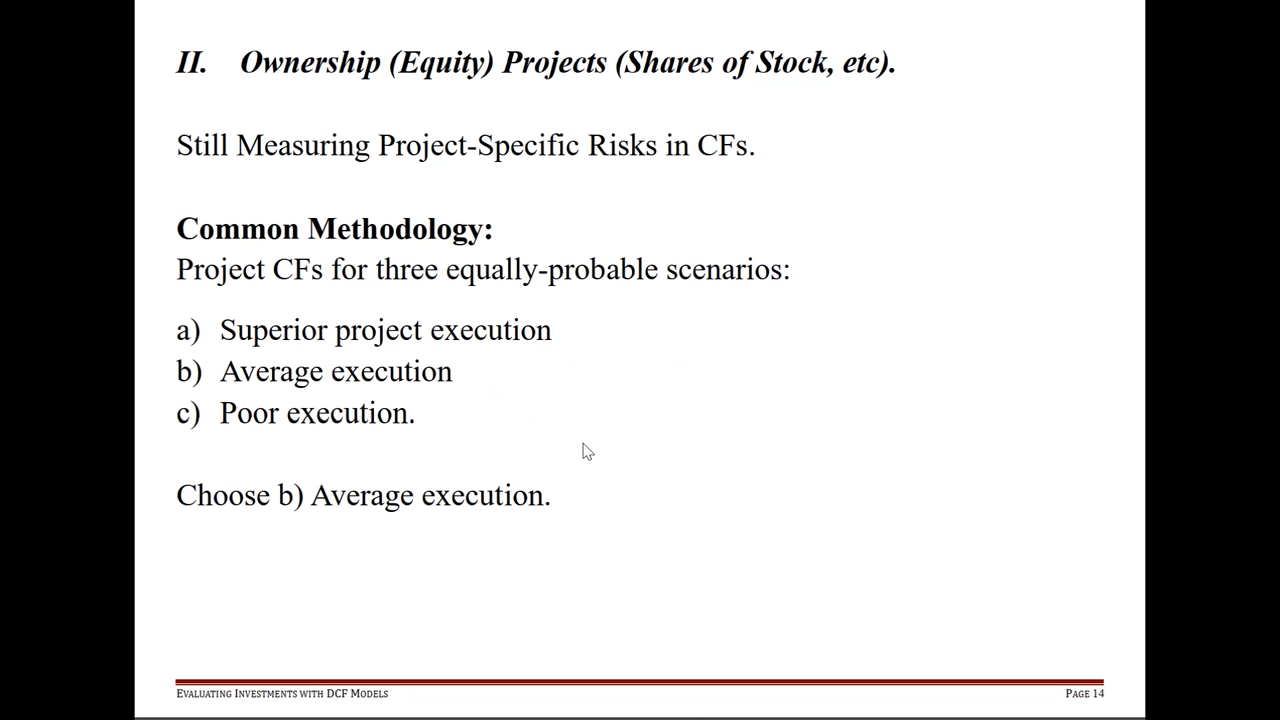 II. Ownership (Equity) Projects (Shares of Stock, etc).
Still Measuring Project-Specific Risks in CFs.
Common Methodology:
Project CFs for three equally-probable scenarios:
a) Superior project execution
b) Average execution
c) Poor execution.
Choose b) Average execution.
EVALUATING INVESTMENTS WITH DCF MODELS
PAGE 14